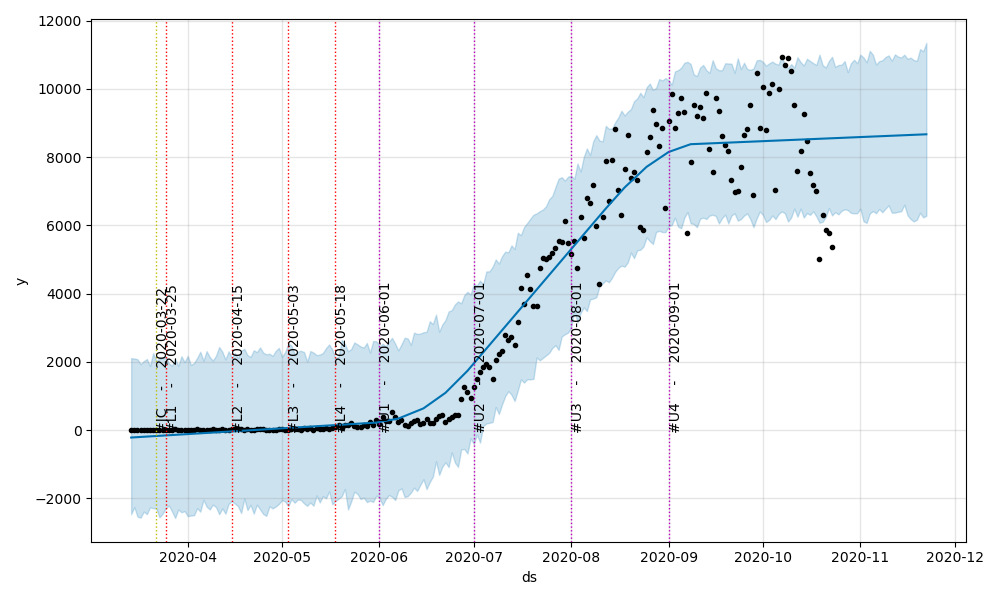 12000
10000
8000
6000
4000
2000
0
−2000
y
#JC - 2020-03-22
#L1 - 2020-03-25
#L2 - 2020-04-15
#L3 - 2020-05-03
#L4 - 2020-05-18
#U1 - 2020-06-01
#U2 - 2020-07-01
#U3 - 2020-08-01
#U4 - 2020-09-01
2020-04 2020-05 2020-06 2020-07 2020-08 2020-09 2020-10 2020-11 2020-12
ds